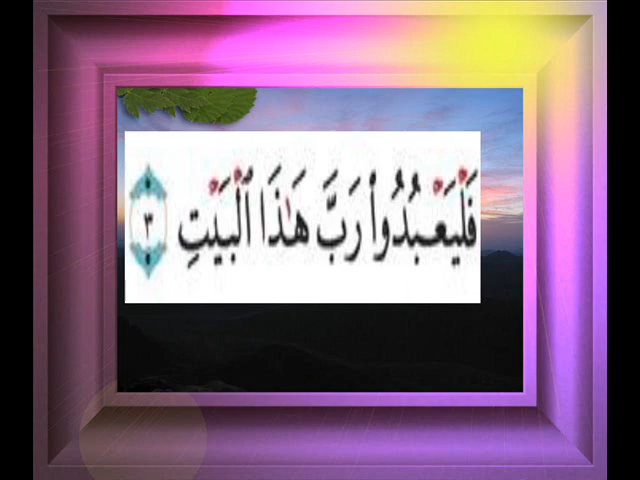 فَلْيَعْبُدُوا۟ رَبَّ هَٰذَا ٱلْبَيْتِ ٣